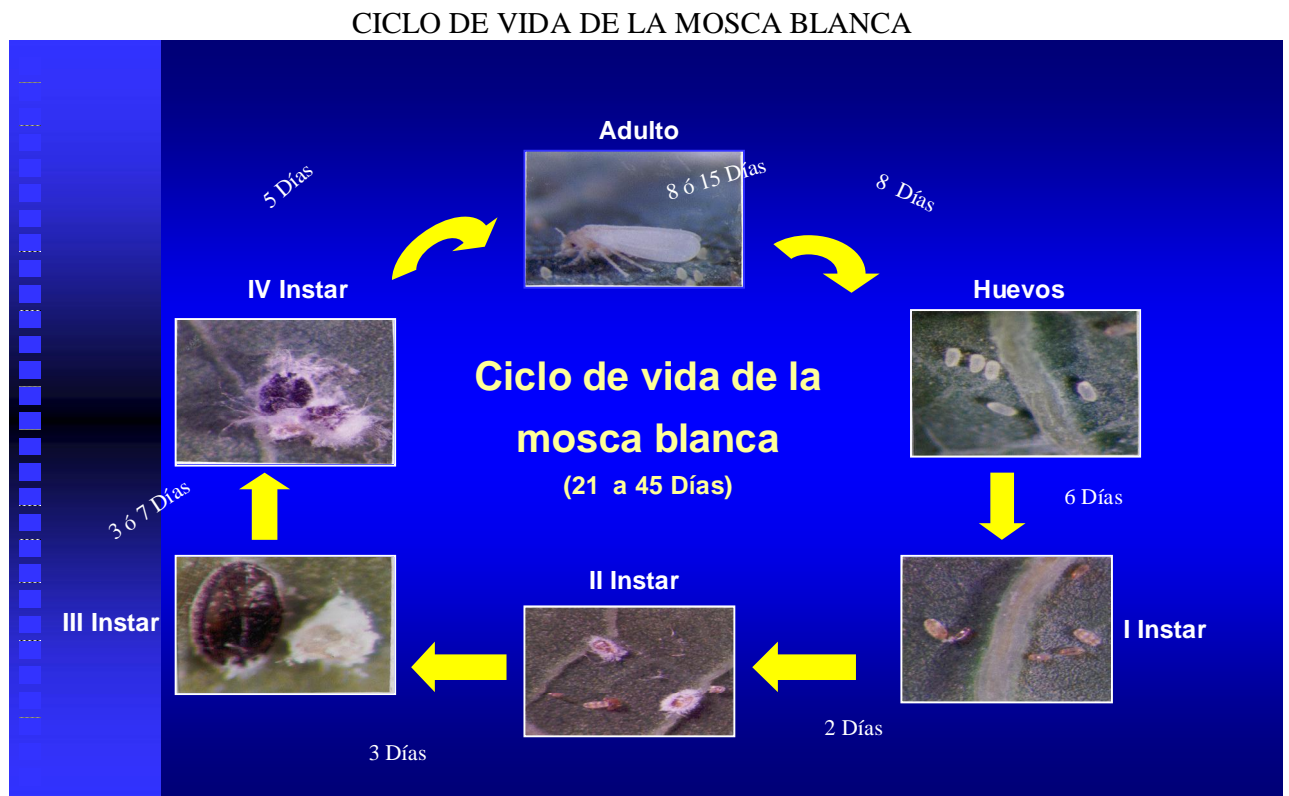 CICLO DE VIDA DE LA MOSCA BLANCA
Adulto
5 Días
8 ó 15 Días
8 Días
IV Instar
Huevos
Ciclo de vida de la
mosca blanca
(21 a 45 Días)
3 ó 7 Días
6 Días
II Instar
III Instar
I Instar
2 Días
3 Días